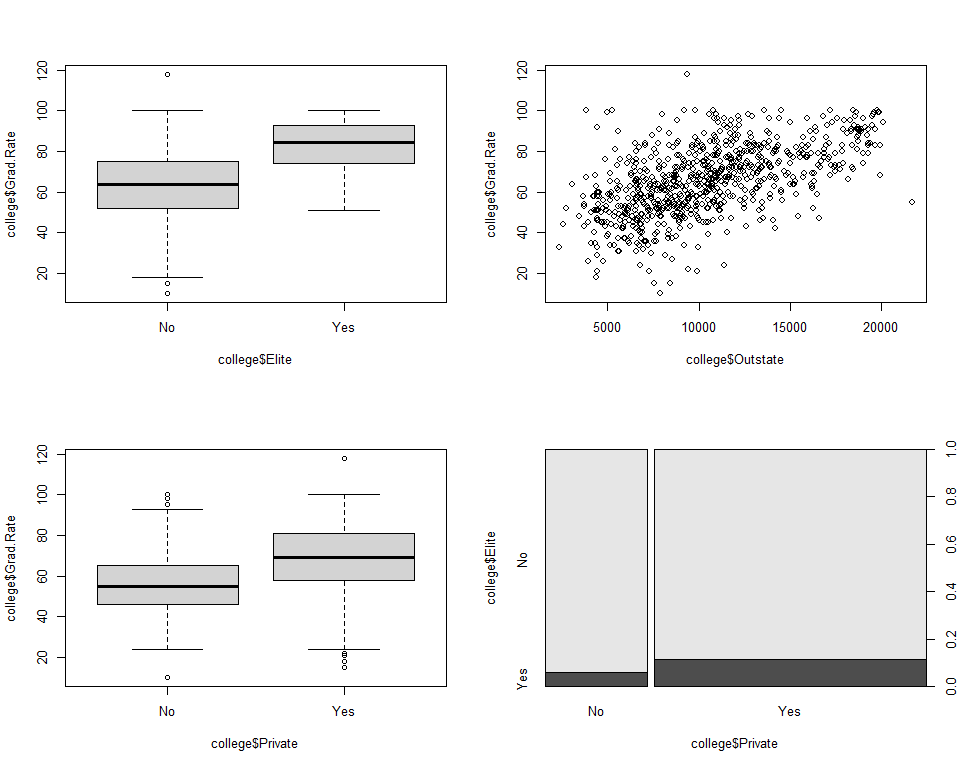 college$Grad.Rate
120
100
80
60
40
20
No Yes
college$Elite
college$Grad.Rate
120
100
80
60
40
20
5000 10000 15000 20000
college$Outstate
college$Grad.Rate
120
100
80
60
40
20
No Yes
college$Private
college$Elite
No
Yes
1.0
0.8
0.6
0.4
0.2
0.0
No Yes
college$Private